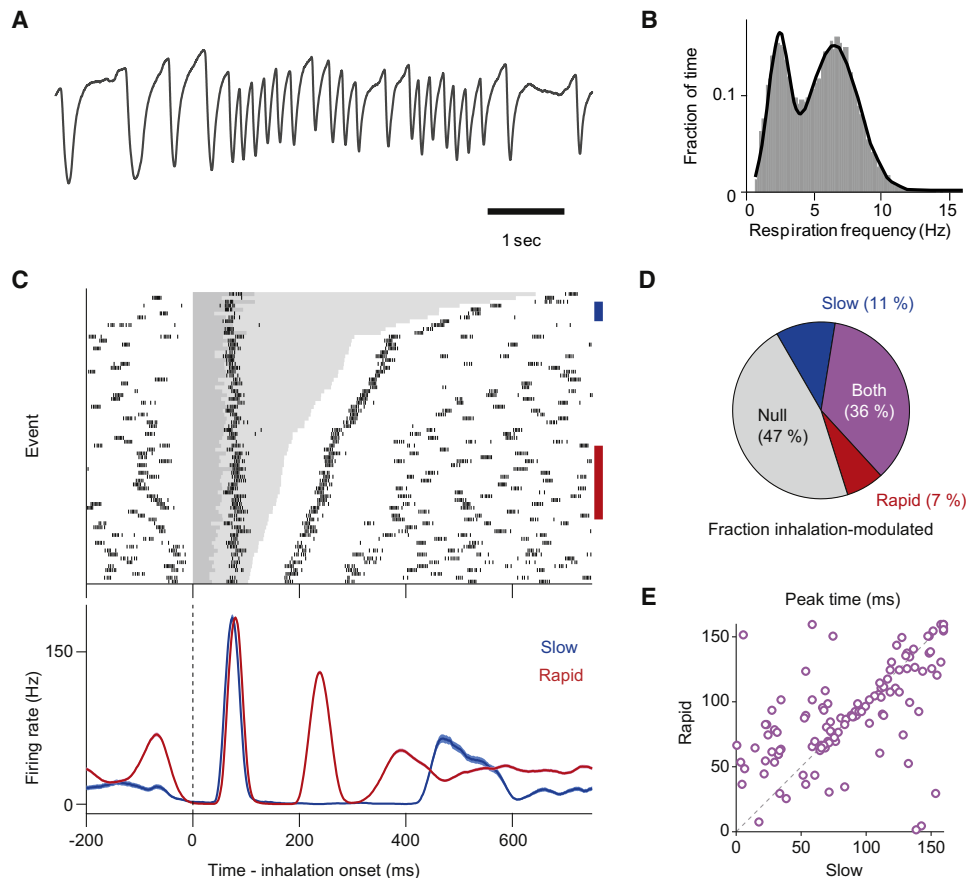 A
1 sec
B
Fraction of time
0.1
0
0
5
10
15
Respiration frequency (Hz)
C
Event
Firing rate (Hz)
150
0
Slow
Rapid
-200
0
200
400
600
Time - inhalation onset (ms)
D
Slow (11 %)
Both
(36 %)
Null
(47 %)
Rapid (7 %)
Fraction inhalation-modulated
E
Peak time (ms)
Rapid
150
100
50
0
0
50
100
150
Slow